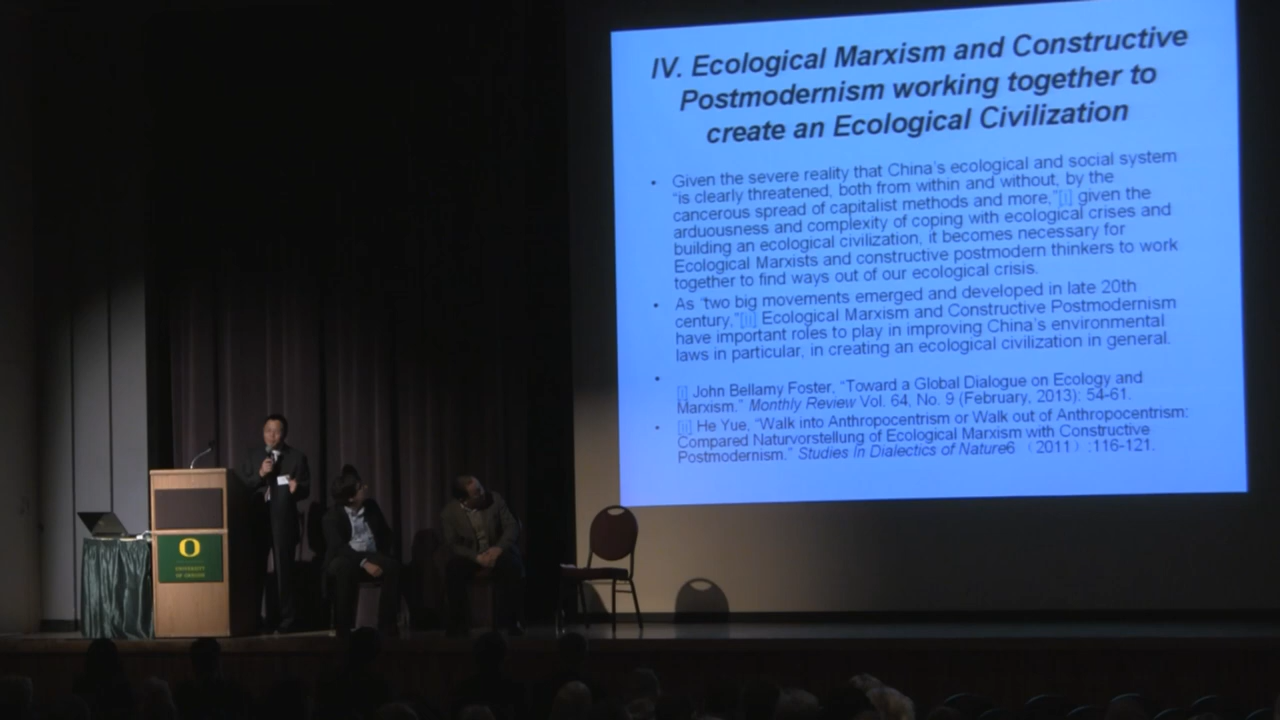 IV. Ecological Marxism and Constructive
Postmodernism working together to
create an Ecological Civilization
• Given the severe reality that China's ecological and social system
"is clearly threatened, both from within and without, by the
cancerous spread of capitalist methods and more,"[i] given the
arduousness and complexity of coping with ecological crises and
building an ecological civilization, it becomes necessary for
Ecological Marxists and constructive postmodern thinkers to work
together to find ways out of our ecological crisis.
• As "two big movements emerged and developed in late 20th
century,"[ii] Ecological Marxism and Constructive Postmodernism
have important roles to play in improving China's environmental
laws in particular, in creating an ecological civilization in general.
•
[i] John Bellamy Foster, "Toward a Global Dialogue on Ecology and
Marxism." Monthly Review Vol. 64, No. 9 (February, 2013): 54-61.
• [ii] He Yue, "Walk into Anthropocentrism or Walk out of Anthropocentrism:
Compared Naturvorstellung of Ecological Marxism with Constructive
Postmodernism." Studies in Dialectics of Nature6 （2011）:116-121.
O
UNIVERSITY
OF OREGON